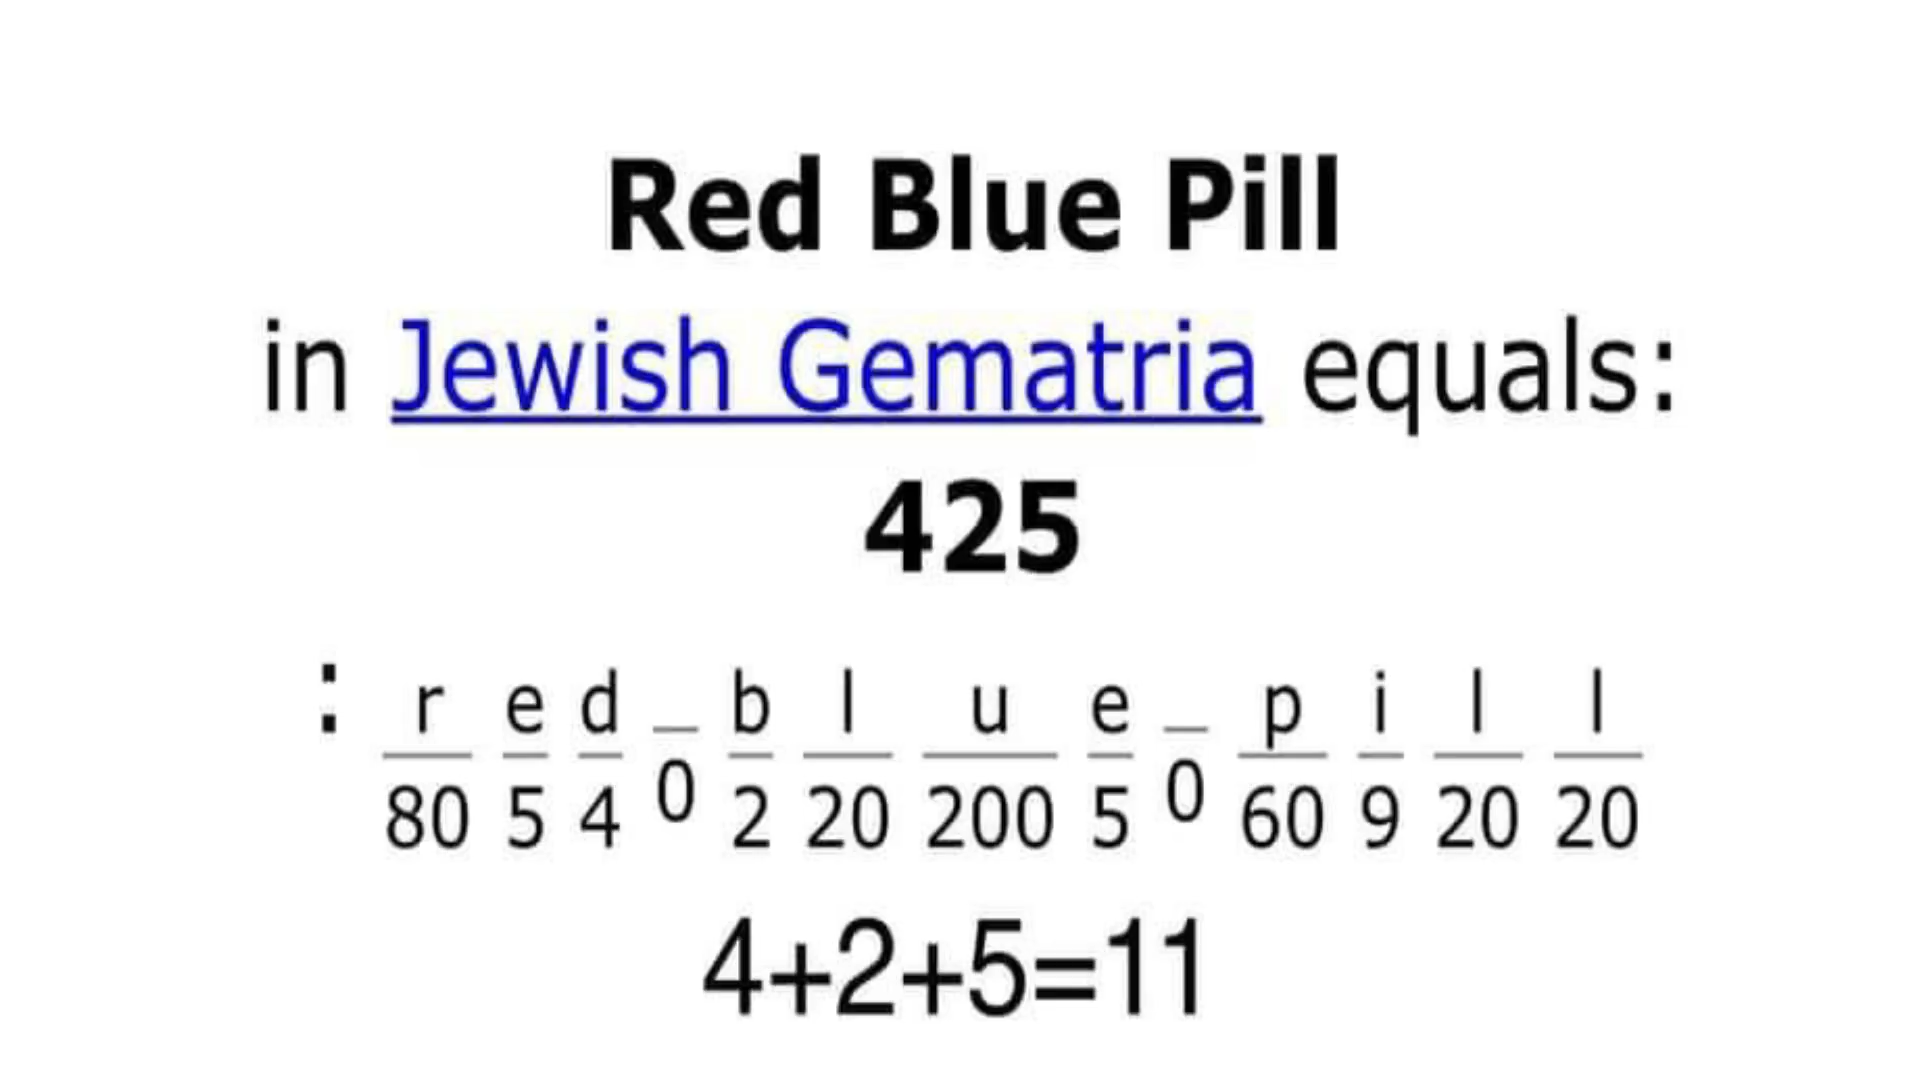 Red Blue Pill
in Jewish Gematria equals:
425
: r e d _ b l u e _ p i l l
80 5 4 0 2 20 200 5 0 60 9 20 20
4+2+5=11